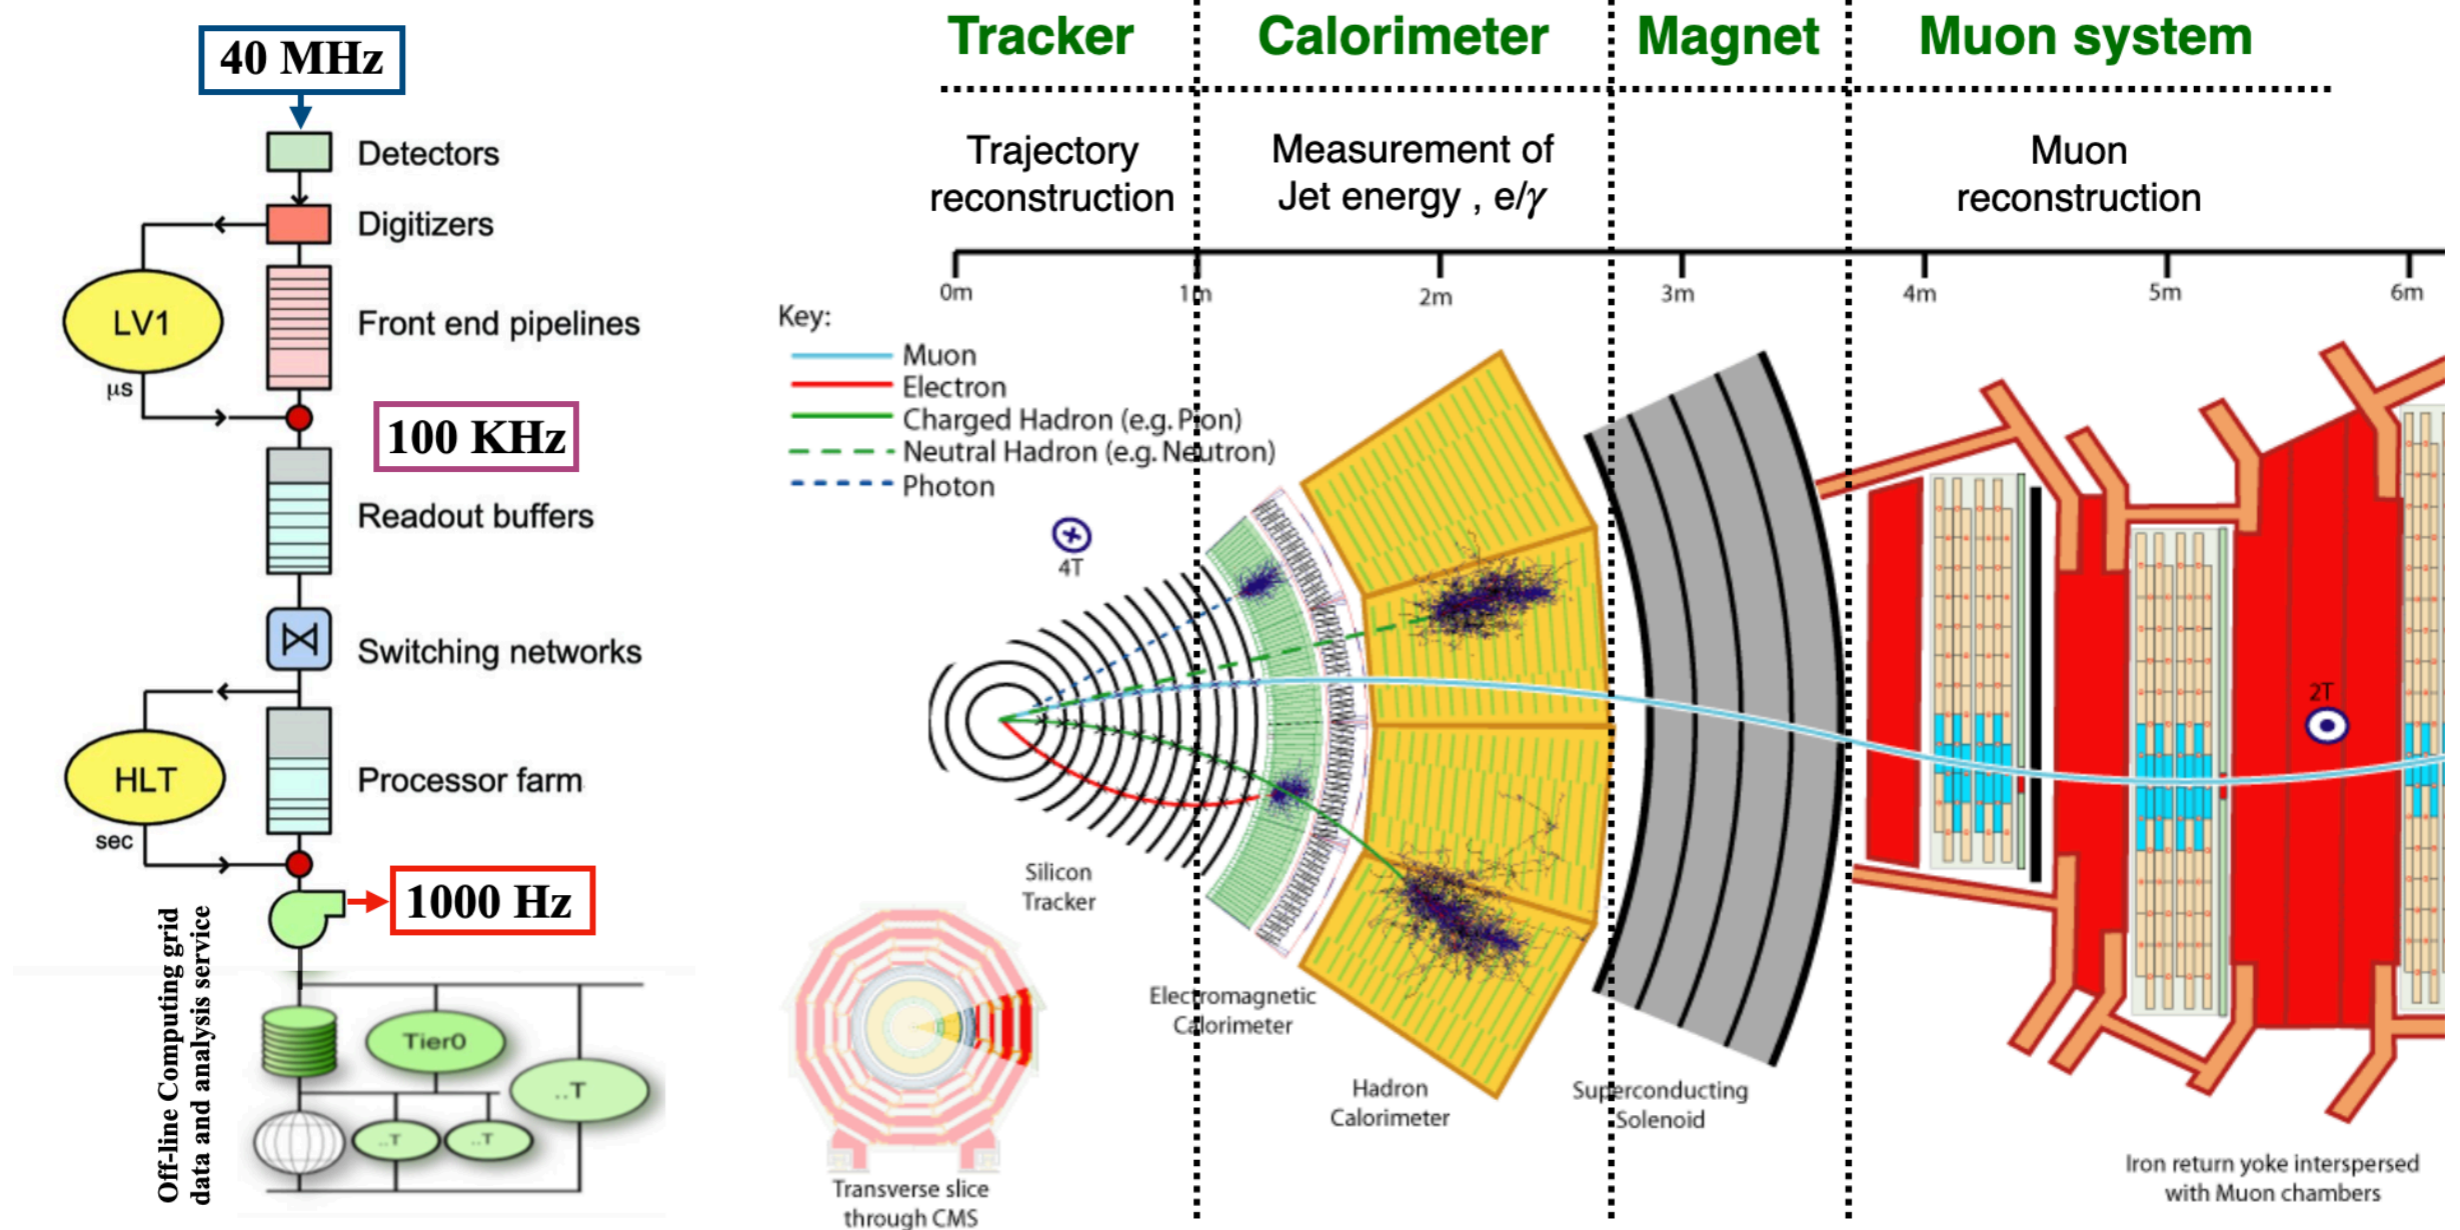 40 MHz
Detectors
Digitizers
LV1
Front end pipelines
μs
100 KHz
Readout buffers
Switching networks
HLT
Processor farm
sec
1000 Hz
Off-line Computing grid
data and analysis service
Tier0
..T
..T
..T
Tracker
Calorimeter
Magnet
Muon system
Trajectory
reconstruction
Measurement of
Jet energy , e/γ
Muon
reconstruction
0m
1m
2m
3m
4m
5m
6m
Key:
Muon
Electron
Charged Hadron (e.g. Pion)
Neutral Hadron (e.g. Neutron)
Photon
4T
2T
Silicon
Tracker
Electromagnetic
Calorimeter
Hadron
Calorimeter
Superconducting
Solenoid
Iron return yoke interspersed
with Muon chambers
Transverse slice
through CMS